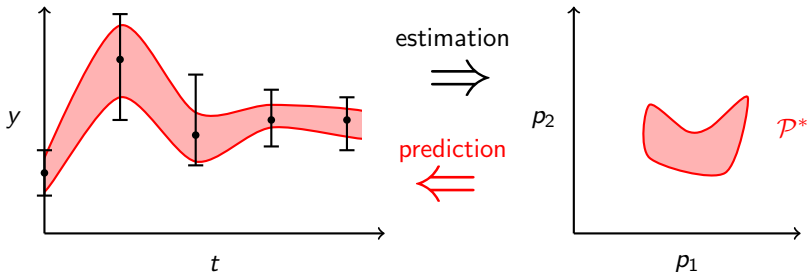 y
t
estimation
prediction
p₂
p₁
𝒫*